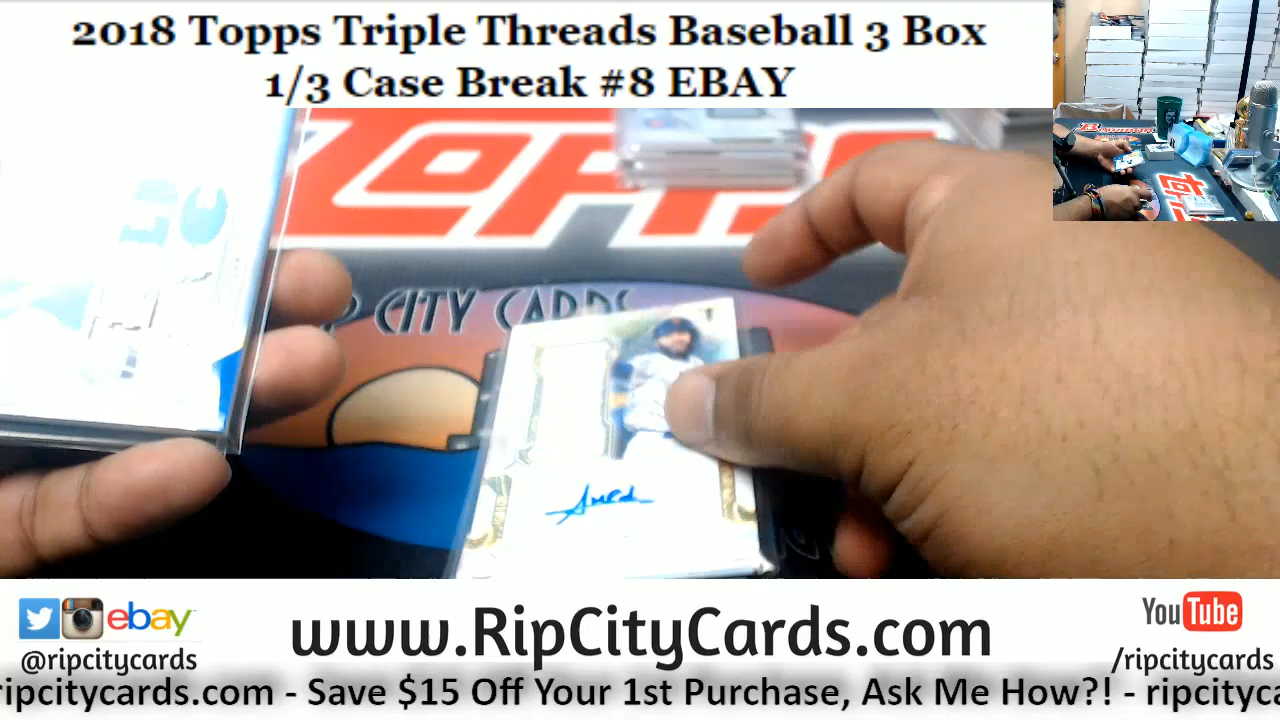 2018 Topps Triple Threads Baseball 3 Box
1/3 Case Break #8 EBAY
TOPPS
CITY CARDS
ebay
www.RipCityCards.com
YouTube
@ripcitycards
/ripcitycards
ripcitycards.com - Save $15 Off Your 1st Purchase, Ask Me How?! - ripcityca